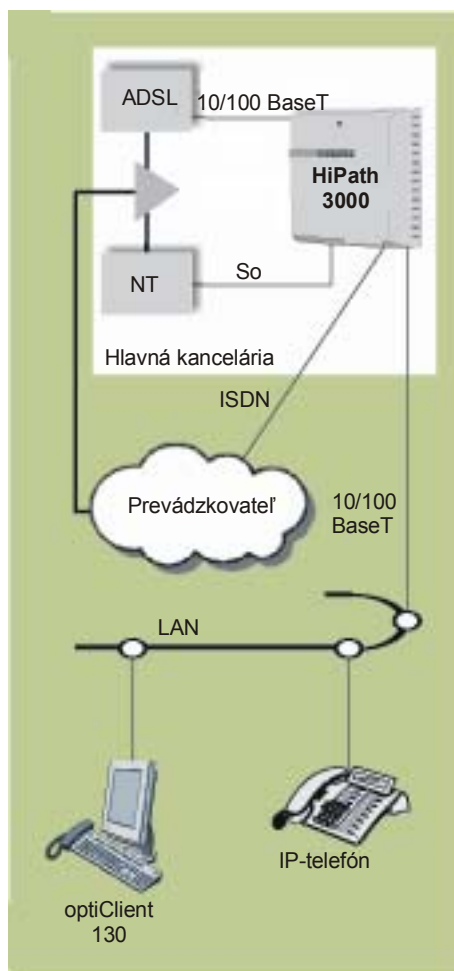 ADSL
10/100 BaseT
HiPath
3000
NT
So
Hlavná kancelária
ISDN
Prevádzkovateľ
10/100
BaseT
LAN
IP-telefón
optiClient
130